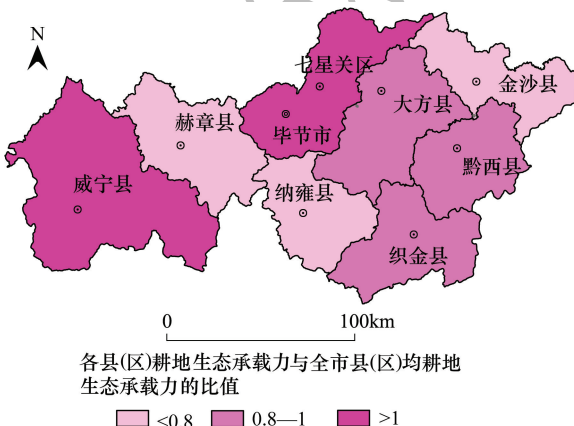 N
七星关区
金沙县
大方县
赫章县
毕节市
黔西县
威宁县
纳雍县
织金县
0 100km
各县(区)耕地生态承载力与全市县(区)均耕地
生态承载力的比值
<0.8 0.8—1 >1